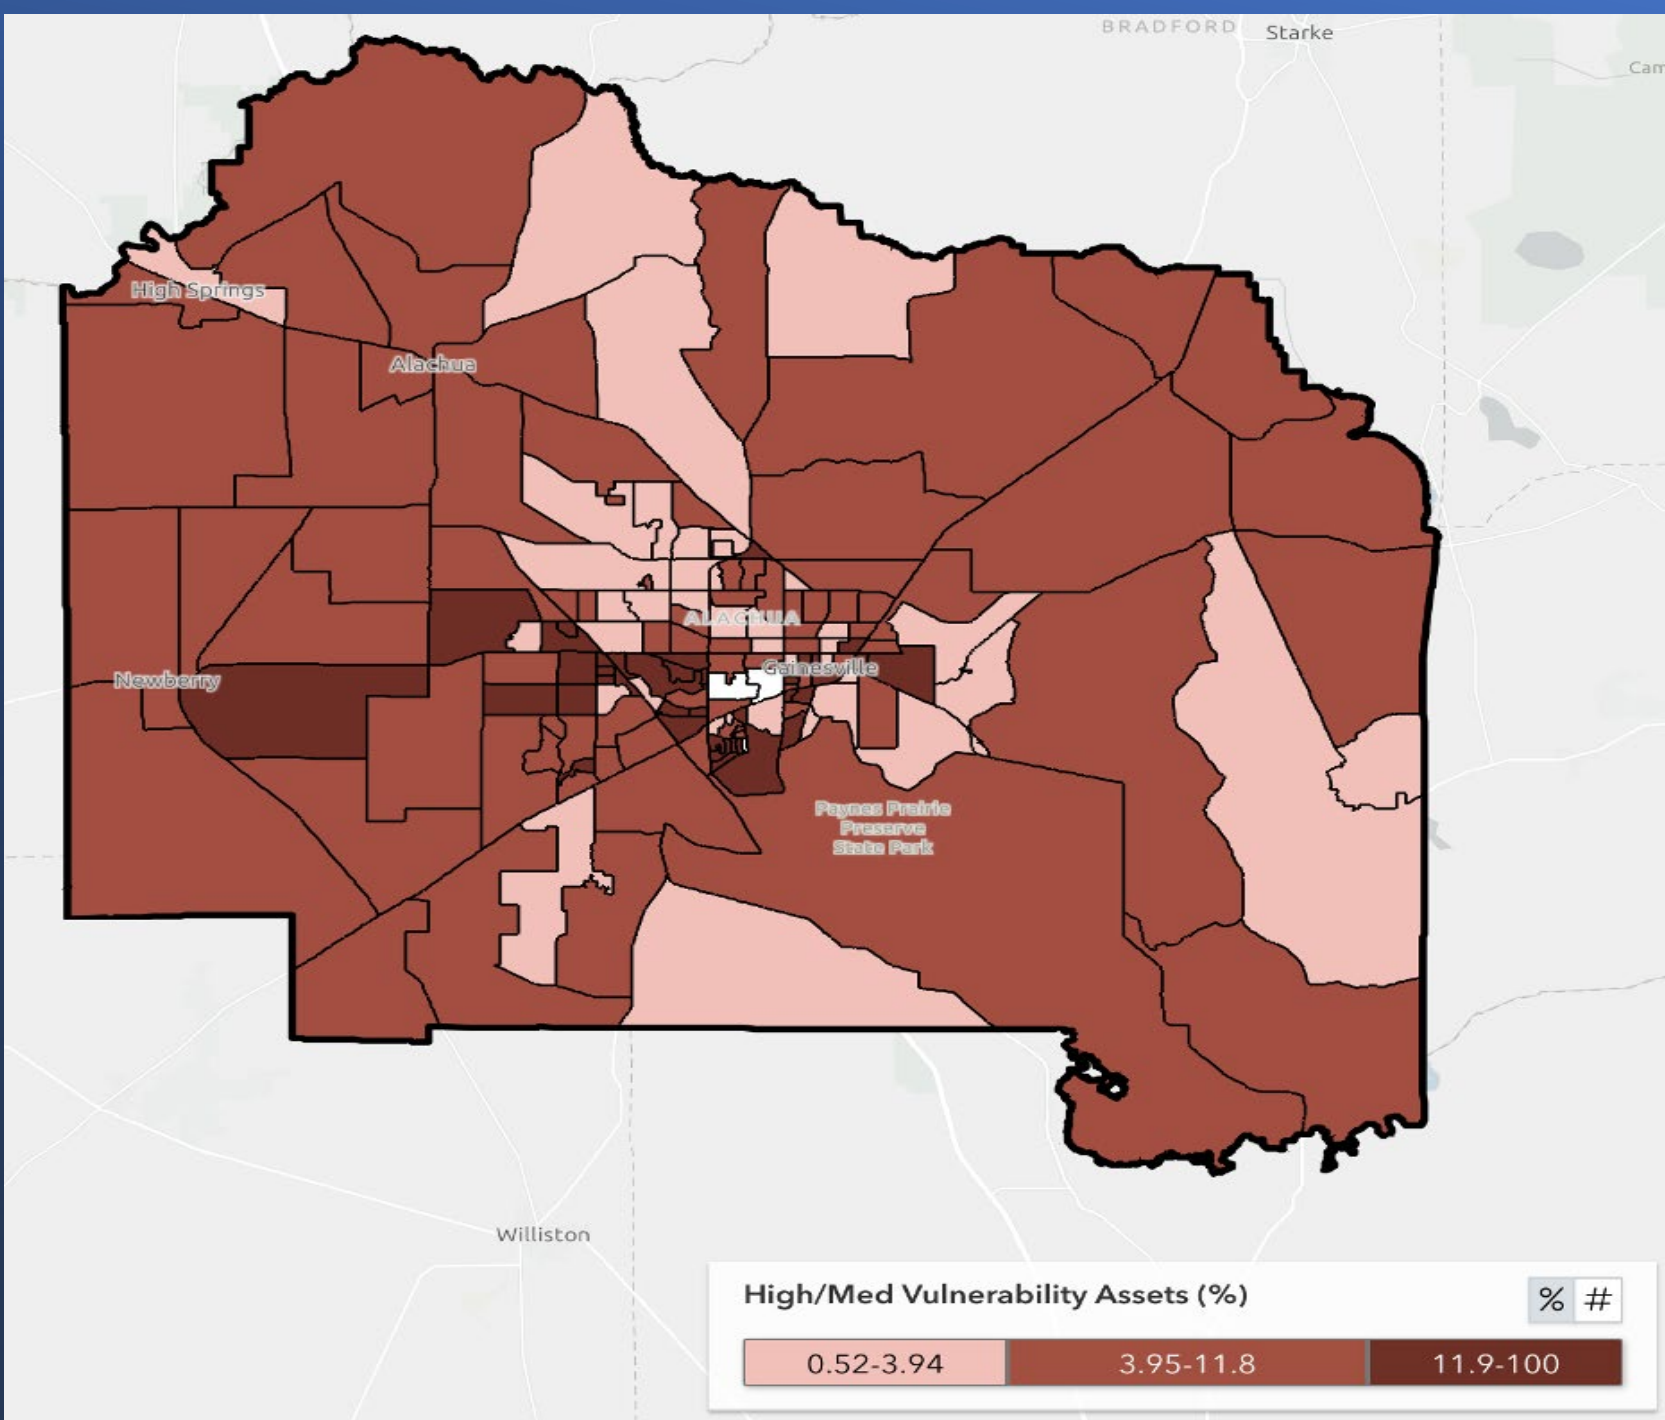 BRADFORD
Starke
Cam
High Springs
Alachua
ALACHUA
Gainesville
Newberry
Paynes Prairie
Preserve
State Park
Williston
High/Med Vulnerability Assets (%)
% #
0.52-3.94 3.95-11.8 11.9-100